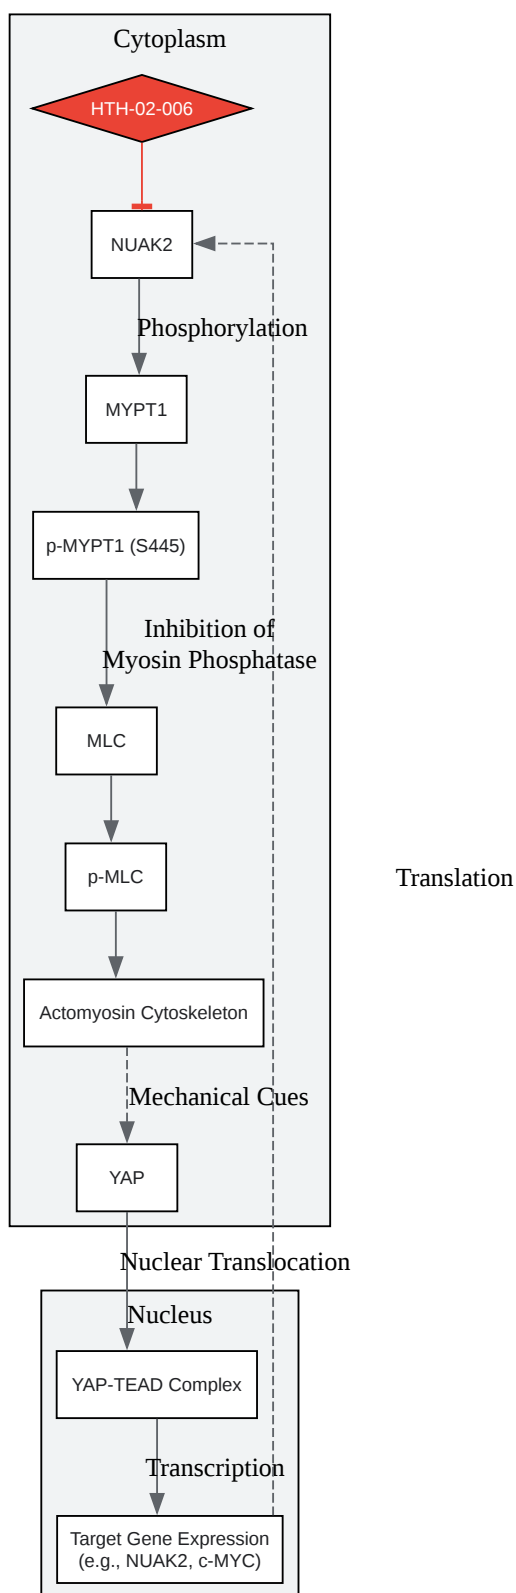 Cytoplasm
HTH-02-006
NUAK2
Phosphorylation
MYPT1
p-MYPT1 (S445)
Inhibition of
Myosin Phosphatase
MLC
p-MLC
Translation
Actomyosin Cytoskeleton
Mechanical Cues
YAP
Nuclear Translocation
Nucleus
YAP-TEAD Complex
Transcription
Target Gene Expression
(e.g., NUAK2, c-MYC)